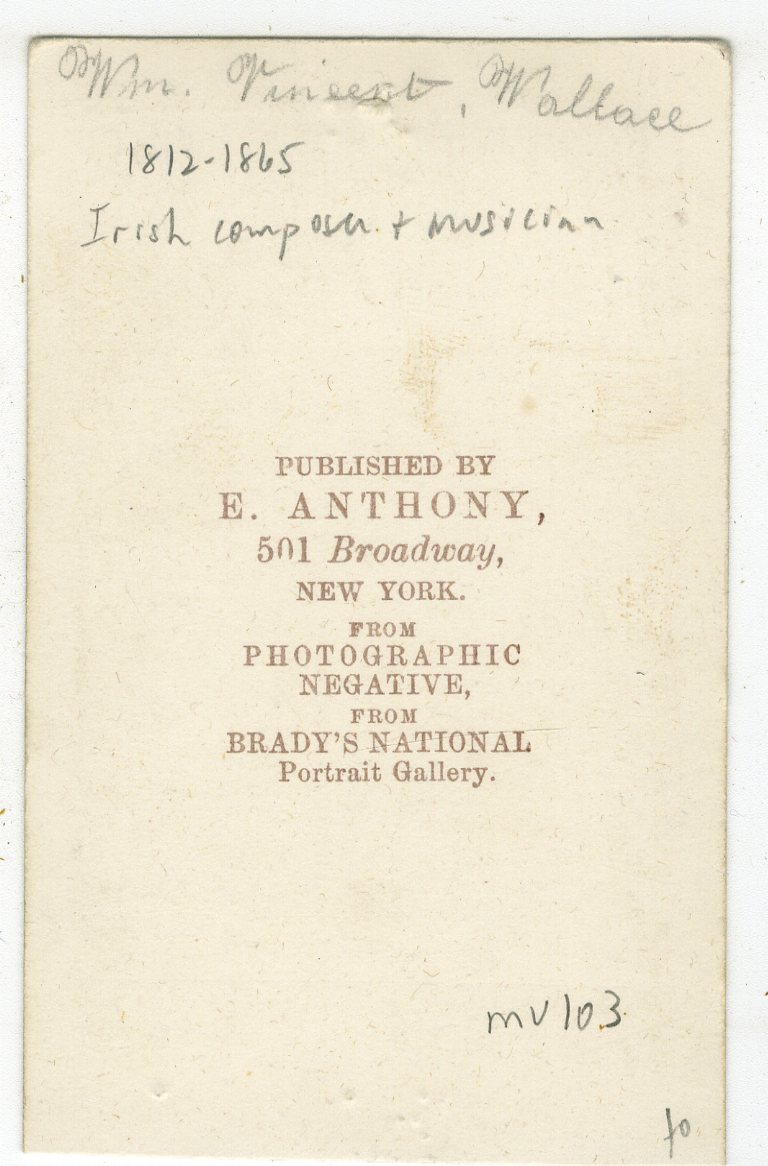 Wm. Vincent, Wallace
1812-1865
Irish composer + musician
PUBLISHED BY
E. ANTHONY,
501 Broadway,
NEW YORK.
FROM
PHOTOGRAPHIC
NEGATIVE,
FROM
BRADY'S NATIONAL
Portrait Gallery.
mv103